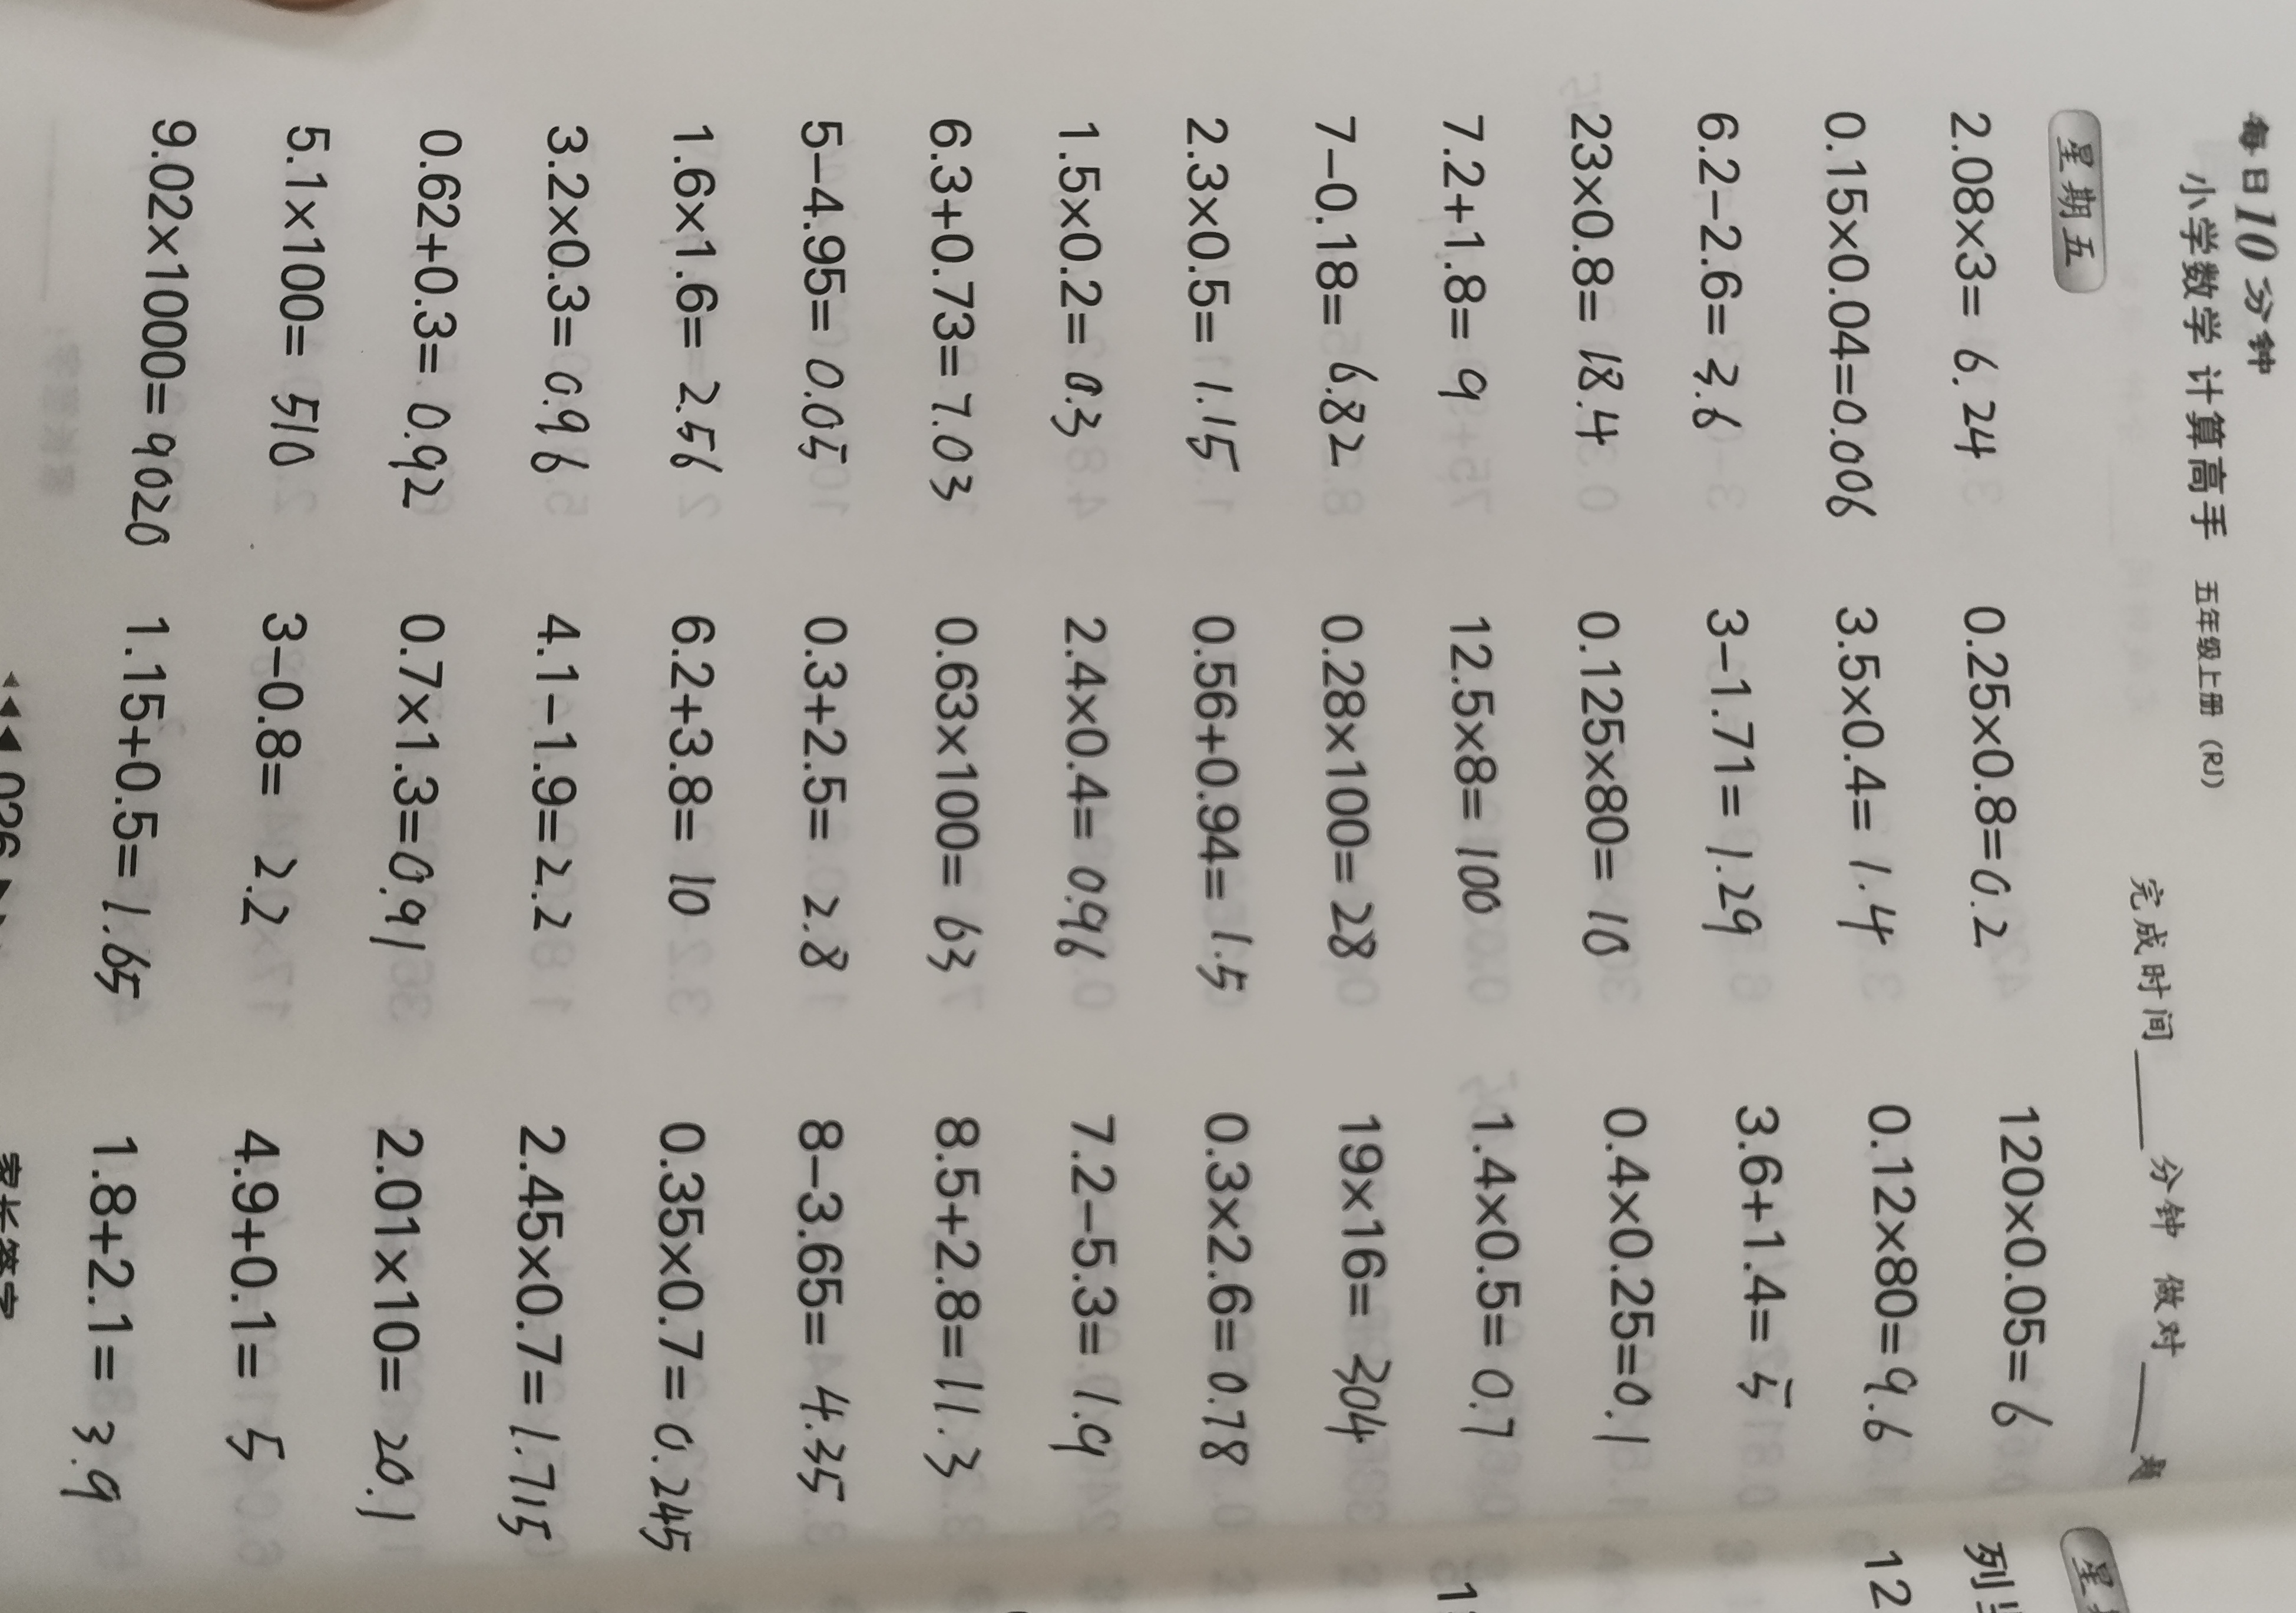 每日10分钟
小学数学 计算高手 五年级上册 (RJ)
完成时间____分钟 做对____题
星期五
2.08×3= 6.24 0.25×0.8=0.2 120×0.05= 6
0.15×0.04=0.006 3.5×0.4= 1.4 0.12×80=9.6
6.2−2.6= 3.6 3−1.71= 1.29 3.6+1.4= 5
23×0.8= 18.4 0.125×80= 10 0.4×0.25=0.1
7.2+1.8= 9 12.5×8= 100 1.4×0.5= 0.7
7−0.18= 6.82 0.28×100= 28 19×16= 304
2.3×0.5= 1.15 0.56+0.94= 1.5 0.3×2.6= 0.78
1.5×0.2= 0.3 2.4×0.4= 0.96 7.2−5.3= 1.9
6.3+0.73= 7.03 0.63×100= 63 8.5+2.8= 11.3
5−4.95= 0.05 0.3+2.5= 2.8 8−3.65= 4.35
1.6×1.6= 2.56 6.2+3.8= 10 0.35×0.7= 0.245
3.2×0.3= 0.96 4.1−1.9=2.2 2.45×0.7= 1.715
0.62+0.3= 0.92 0.7×1.3=0.91 2.01×10= 20.1
5.1×100= 510 3−0.8= 2.2 4.9+0.1= 5
9.02×1000= 9020 1.15+0.5= 1.65 1.8+2.1= 3.9
026 家长签字
星
列
12
1